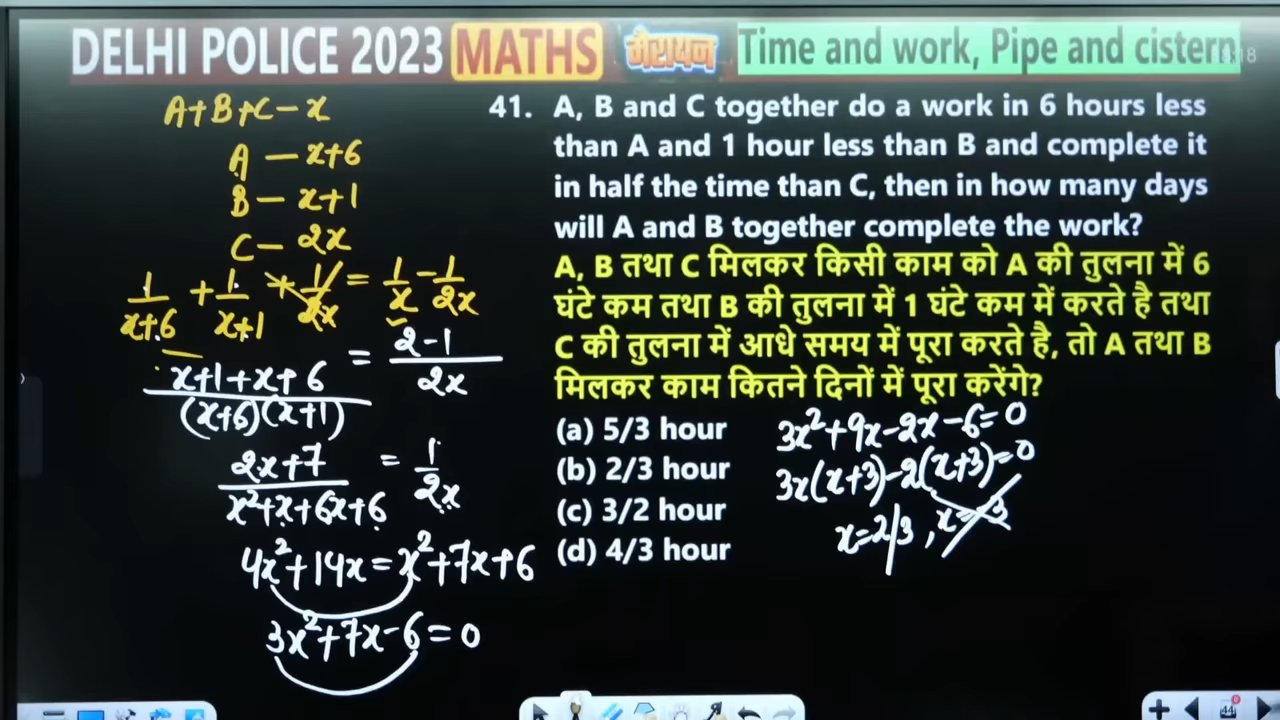 DELHI POLICE 2023 MATHS मैरायन Time and work, Pipe and cistern
A+B+C – x
A – x+6
B – x+1
C – 2x
1/x+6 + 1/x+1 + 1/2x = 1/x – 1/2x
x+1+x+6/(x+6)(x+1) = 2-1/2x
2x+7/x²+x+6x+6 = 1/2x
4x²+14x = x²+7x+6
3x²+7x-6=0
41. A, B and C together do a work in 6 hours less
than A and 1 hour less than B and complete it
in half the time than C, then in how many days
will A and B together complete the work?
A, B तथा C मिलकर किसी काम को A की तुलना में 6
घंटे कम तथा B की तुलना में 1 घंटे कम में करते है तथा
C की तुलना में आधे समय में पूरा करते है, तो A तथा B
मिलकर काम कितने दिनों में पूरा करेंगे?
(a) 5/3 hour
(b) 2/3 hour
(c) 3/2 hour
(d) 4/3 hour
3x²+9x-2x-6=0
3x(x+3)-2(x+3)=0
x=2/3, x=-3
44